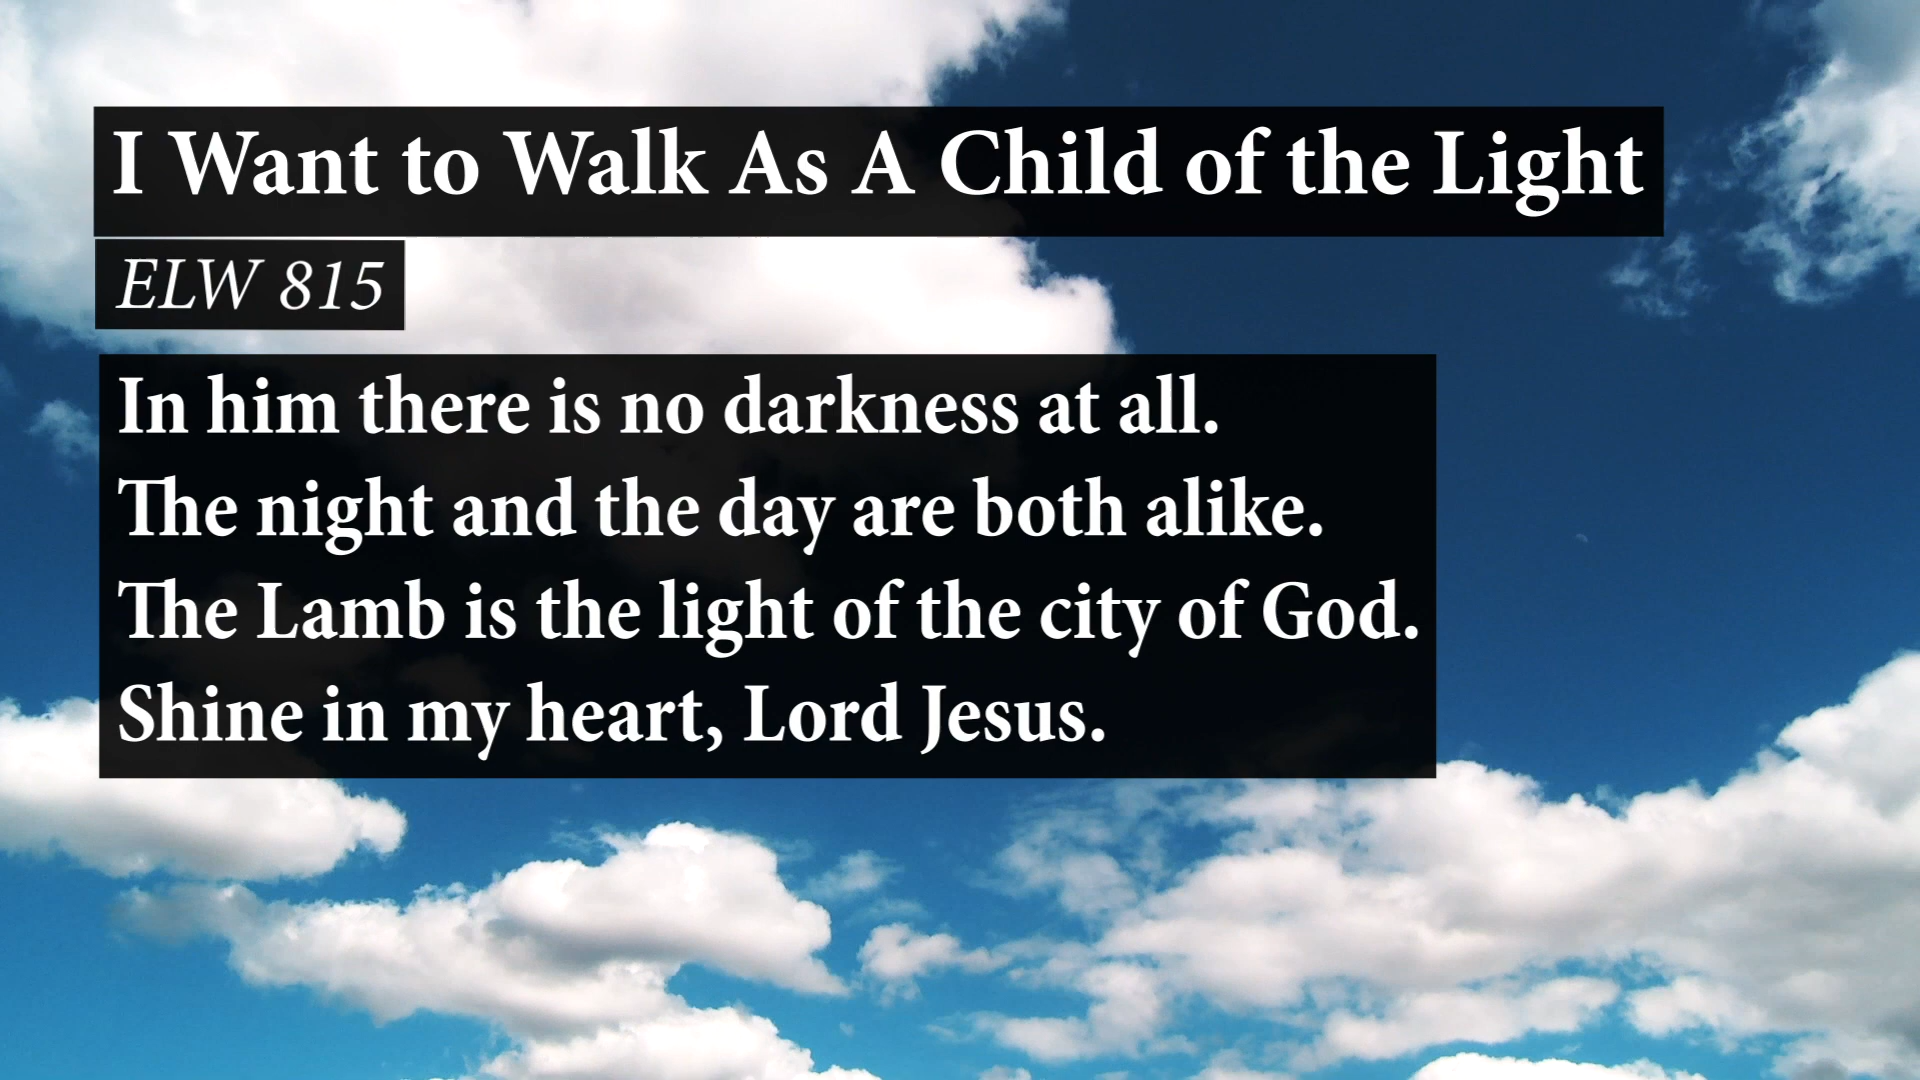 I Want to Walk As A Child of the Light
ELW 815
In him there is no darkness at all.
The night and the day are both alike.
The Lamb is the light of the city of God.
Shine in my heart, Lord Jesus.